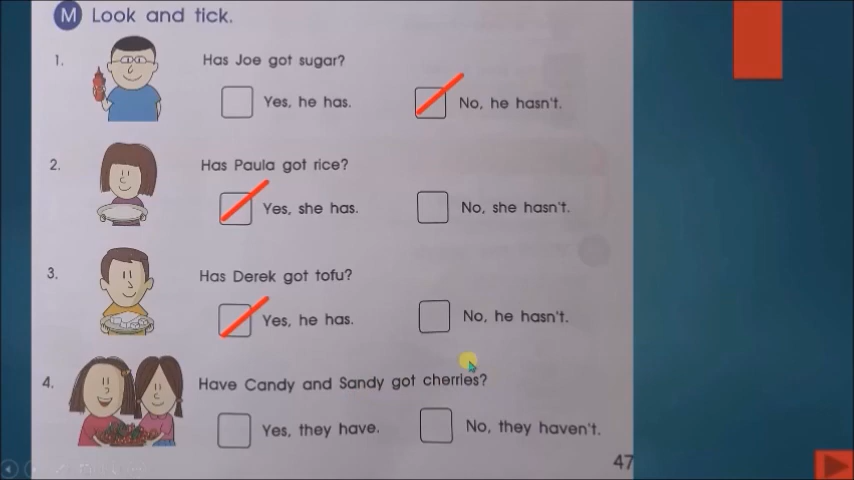 M Look and tick.
1. Has Joe got sugar?
Yes, he has. No, he hasn't.
2. Has Paula got rice?
Yes, she has. No, she hasn't.
3. Has Derek got tofu?
Yes, he has. No, he hasn't.
4. Have Candy and Sandy got cherries?
Yes, they have. No, they haven't.
47